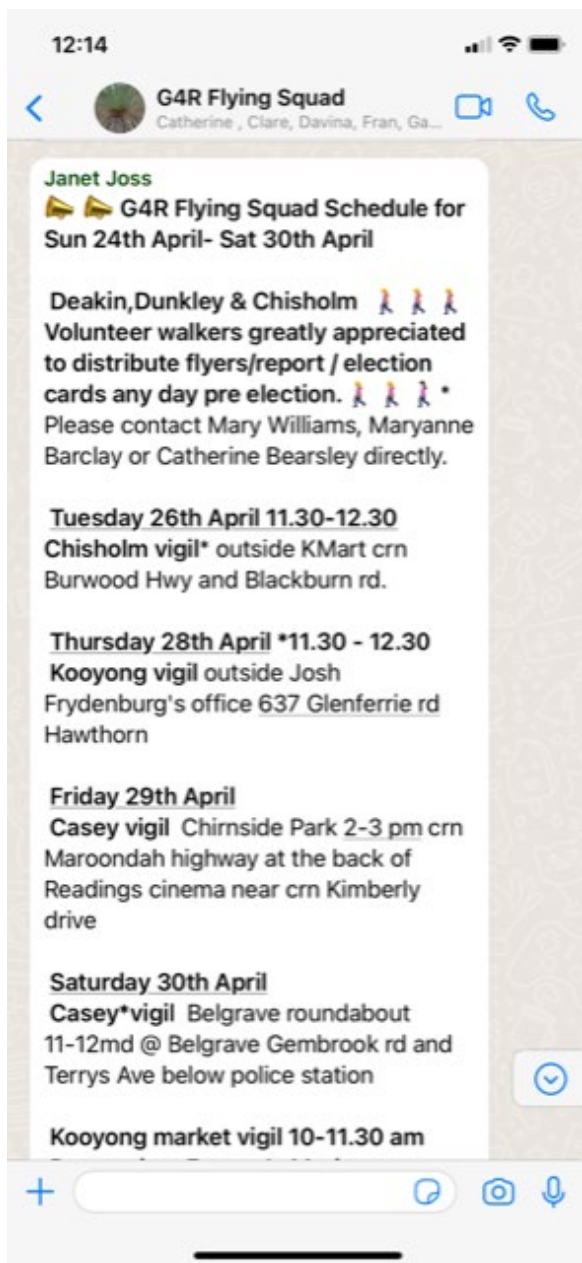 12:14
G4R Flying Squad
Catherine , Clare, Davina, Fran, Ga...
Janet Joss
G4R Flying Squad Schedule for
Sun 24th April- Sat 30th April
Deakin,Dunkley & Chisholm
Volunteer walkers greatly appreciated
to distribute flyers/report / election
cards any day pre election. *
Please contact Mary Williams, Maryanne
Barclay or Catherine Bearsley directly.
Tuesday 26th April 11.30-12.30
Chisholm vigil* outside KMart crn
Burwood Hwy and Blackburn rd.
Thursday 28th April *11.30 - 12.30
Kooyong vigil outside Josh
Frydenburg's office 637 Glenferrie rd
Hawthorn
Friday 29th April
Casey vigil Chirnside Park 2-3 pm crn
Maroondah highway at the back of
Readings cinema near crn Kimberly
drive
Saturday 30th April
Casey*vigil Belgrave roundabout
11-12md @ Belgrave Gembrook rd and
Terrys Ave below police station
Kooyong market vigil 10-11.30 am